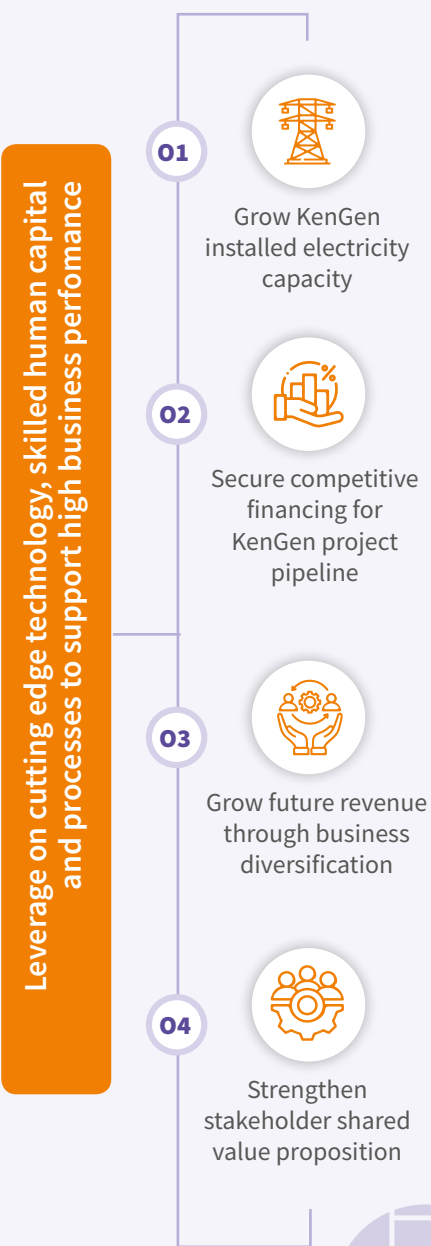 Leverage on cutting edge technology, skilled human capital
and processes to support high business perfomance
01
Grow KenGen
installed electricity
capacity
02
%
Secure competitive
financing for
KenGen project
pipeline
03
Grow future revenue
through business
diversification
04
Strengthen
stakeholder shared
value proposition